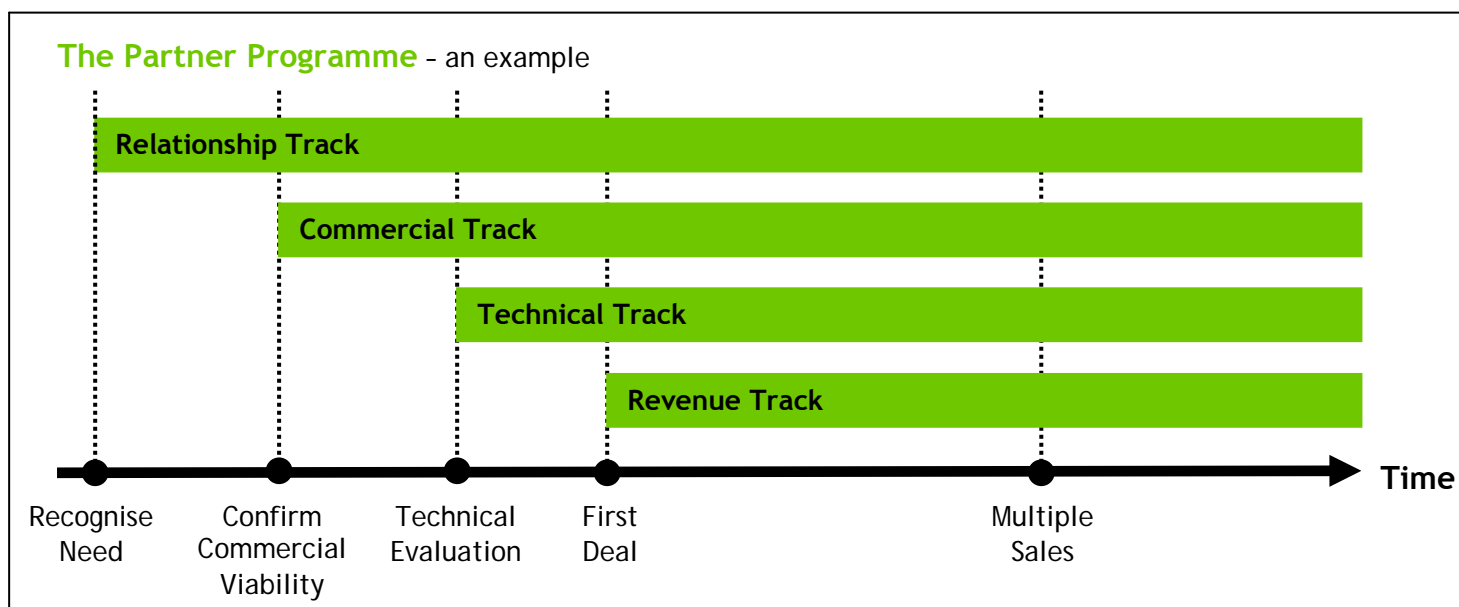 The Partner Programme – an example
Relationship Track
Commercial Track
Technical Track
Revenue Track
Time
Recognise
Need
Confirm
Commercial
Viability
Technical
Evaluation
First
Deal
Multiple
Sales